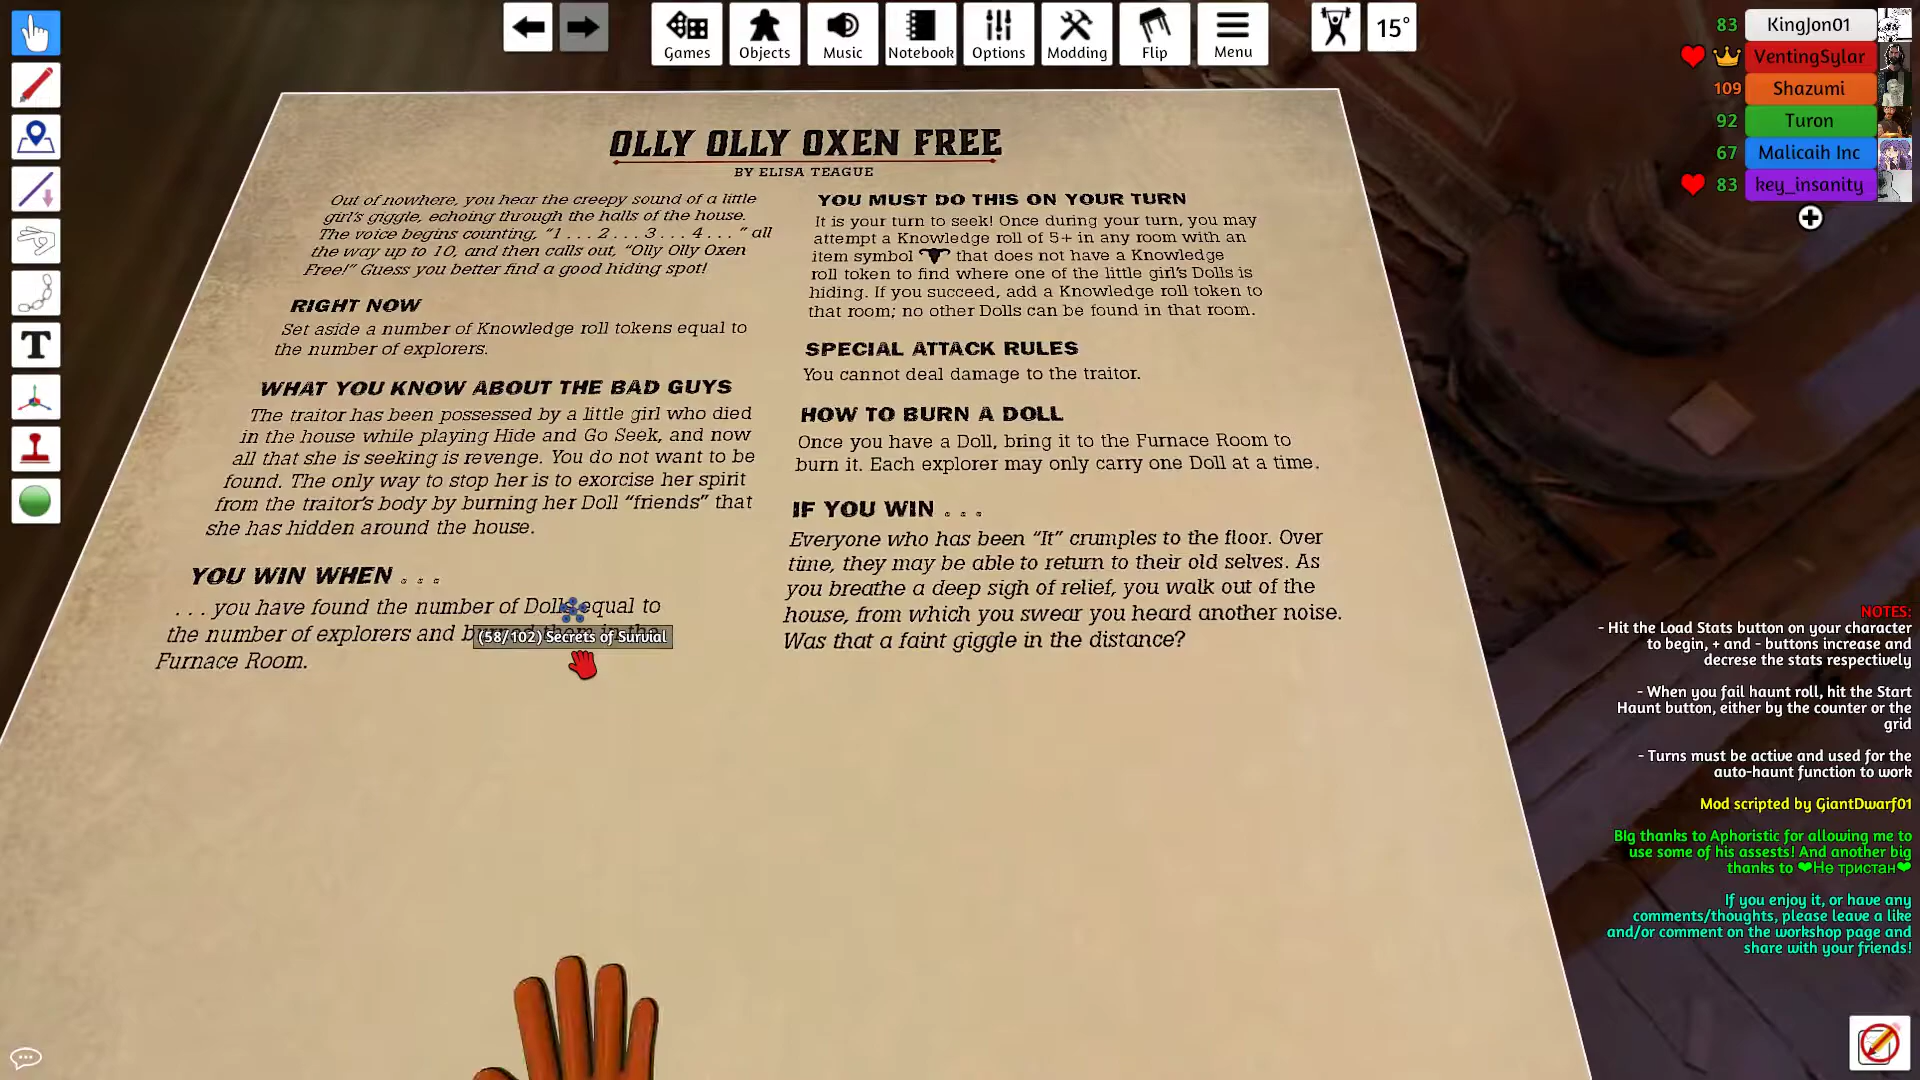 Games
Objects
Music
Notebook
Options
Modding
Flip
Menu
15°
83 KingJon01
VentingSylar
109 Shazumi
92 Turon
67 Malicaih Inc
83 key_insanity
OLLY OLLY OXEN FREE
BY ELISA TEAGUE
Out of nowhere, you hear the creepy sound of a little
girl's giggle, echoing through the halls of the house.
The voice begins counting, "1 . . . 2 . . . 3 . . . 4 . . . " all
the way up to 10, and then calls out, "Olly Olly Oxen
Free!" Guess you better find a good hiding spot!
RIGHT NOW
Set aside a number of Knowledge roll tokens equal to
the number of explorers.
WHAT YOU KNOW ABOUT THE BAD GUYS
The traitor has been possessed by a little girl who died
in the house while playing Hide and Go Seek, and now
all that she is seeking is revenge. You do not want to be
found. The only way to stop her is to exorcise her spirit
from the traitor's body by burning her Doll "friends" that
she has hidden around the house.
YOU WIN WHEN . . .
. . . you have found the number of Dolls equal to
the number of explorers and burned them in the
Furnace Room.
(58/102) Secrets of Survial
YOU MUST DO THIS ON YOUR TURN
It is your turn to seek! Once during your turn, you may
attempt a Knowledge roll of 5+ in any room with an
item symbol that does not have a Knowledge
roll token to find where one of the little girl's Dolls is
hiding. If you succeed, add a Knowledge roll token to
that room; no other Dolls can be found in that room.
SPECIAL ATTACK RULES
You cannot deal damage to the traitor.
HOW TO BURN A DOLL
Once you have a Doll, bring it to the Furnace Room to
burn it. Each explorer may only carry one Doll at a time.
IF YOU WIN . . .
Everyone who has been "It" crumples to the floor. Over
time, they may be able to return to their old selves. As
you breathe a deep sigh of relief, you walk out of the
house, from which you swear you heard another noise.
Was that a faint giggle in the distance?
NOTES:
- Hit the Load Stats button on your character
to begin, + and - buttons increase and
decrese the stats respectively
- When you fail haunt roll, hit the Start
Haunt button, either by the counter or the
grid
- Turns must be active and used for the
auto-haunt function to work
Mod scripted by GiantDwarf01
BIg thanks to Aphoristic for allowing me to
use some of his assests! And another big
thanks to ❤Не тристан❤
If you enjoy it, or have any
comments/thoughts, please leave a like
and/or comment on the workshop page and
share with your friends!
T